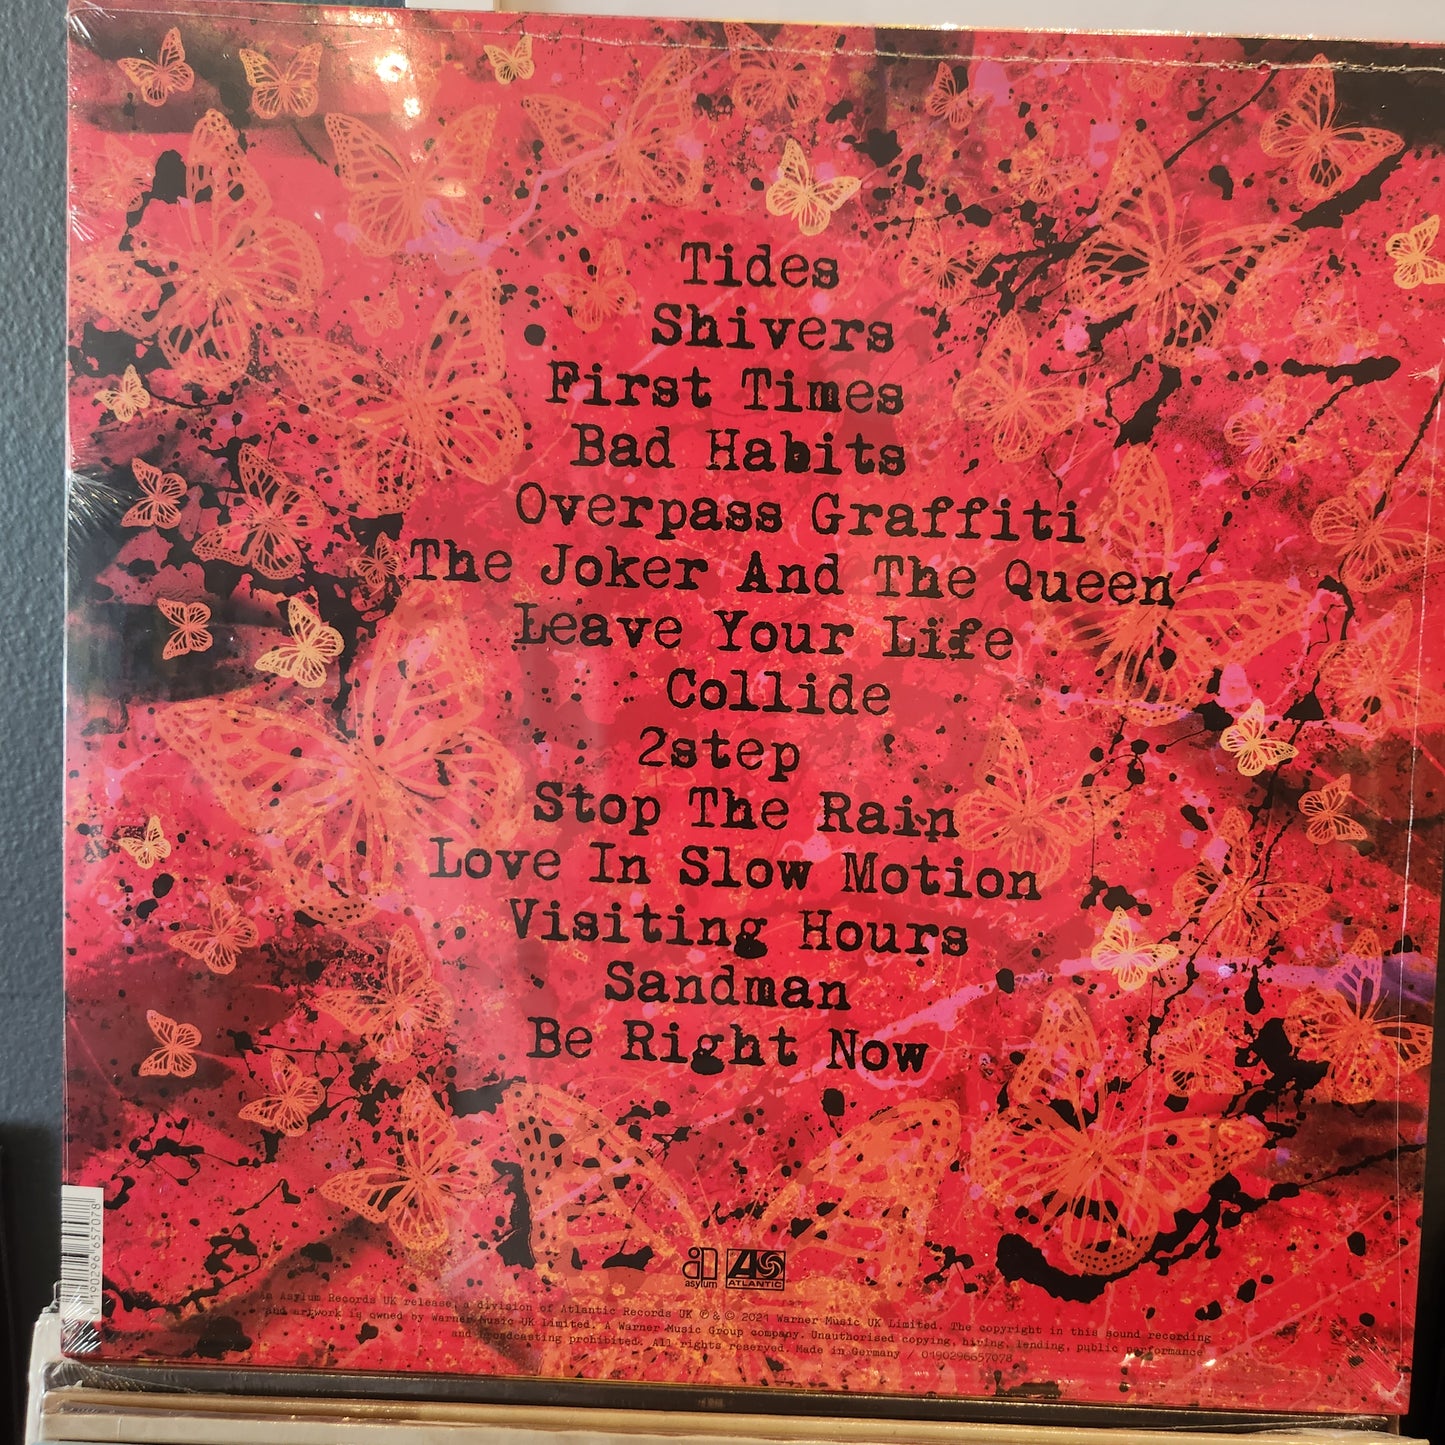 Tides
Shivers
First Times
Bad Habits
Overpass Graffiti
The Joker And The Queen
Leave Your Life
Collide
2step
Stop The Rain
Love In Slow Motion
Visiting Hours
Sandman
Be Right Now
0190296657078
asylum
ATLANTIC
An Asylum Records UK release, a division of Atlantic Records UK ℗ & © 2021 Warner Music UK Limited. The copyright in this sound recording
and artwork is owned by Warner Music UK Limited. A Warner Music Group company. Unauthorised copying, hiring, lending, public performance
and broadcasting prohibited. All rights reserved. Made in Germany / 0190296657078